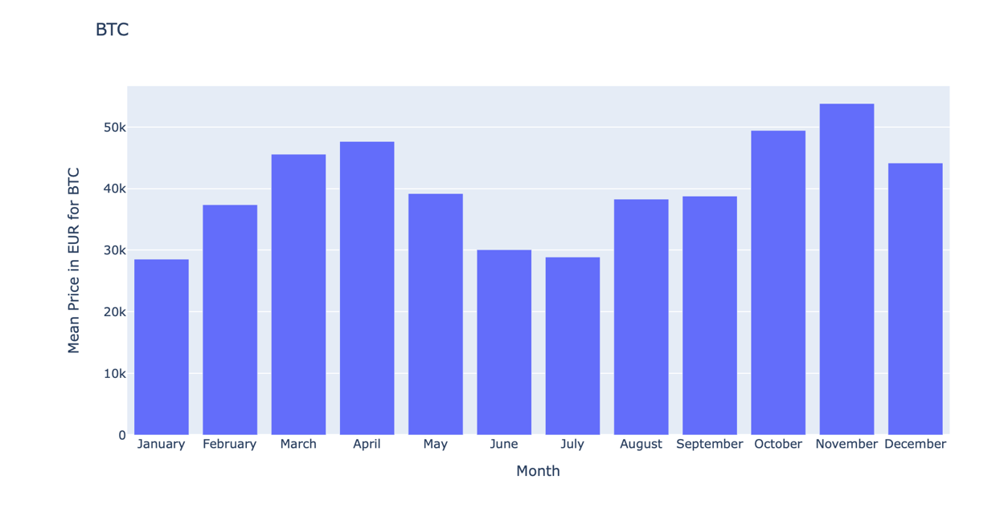 BTC
Mean Price in EUR for BTC
50k
40k
30k
20k
10k
0
January February March April May June July August September October November December
Month